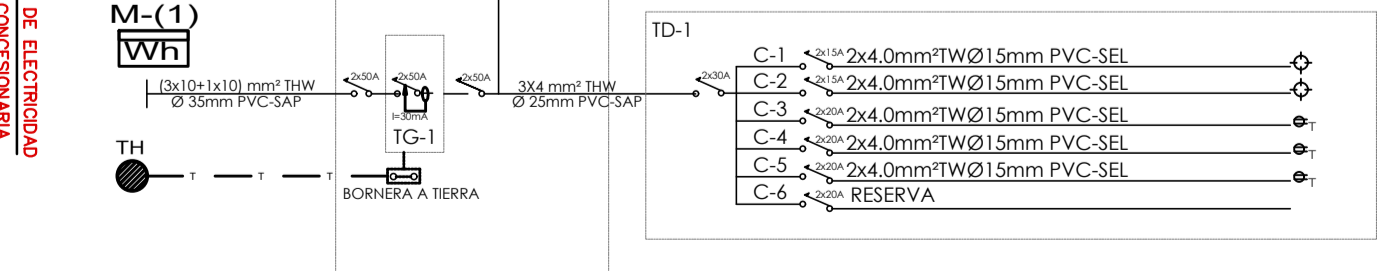 DE ELECTRICIDAD
CONCESIONARIA
M-(1)
Wh
(3x10+1x10) mm² THW
Ø 35mm PVC-SAP
2x50A
2x50A
I=30mA
TG-1
2x50A
3X4 mm² THW
Ø 25mm PVC-SAP
TH
T
T
T
BORNERA A TIERRA
TD-1
2x30A
C-1 2x15A 2x4.0mm²TWØ15mm PVC-SEL
C-2 2x15A 2x4.0mm²TWØ15mm PVC-SEL
C-3 2x20A 2x4.0mm²TWØ15mm PVC-SEL T
C-4 2x20A 2x4.0mm²TWØ15mm PVC-SEL T
C-5 2x20A 2x4.0mm²TWØ15mm PVC-SEL T
C-6 2x20A RESERVA